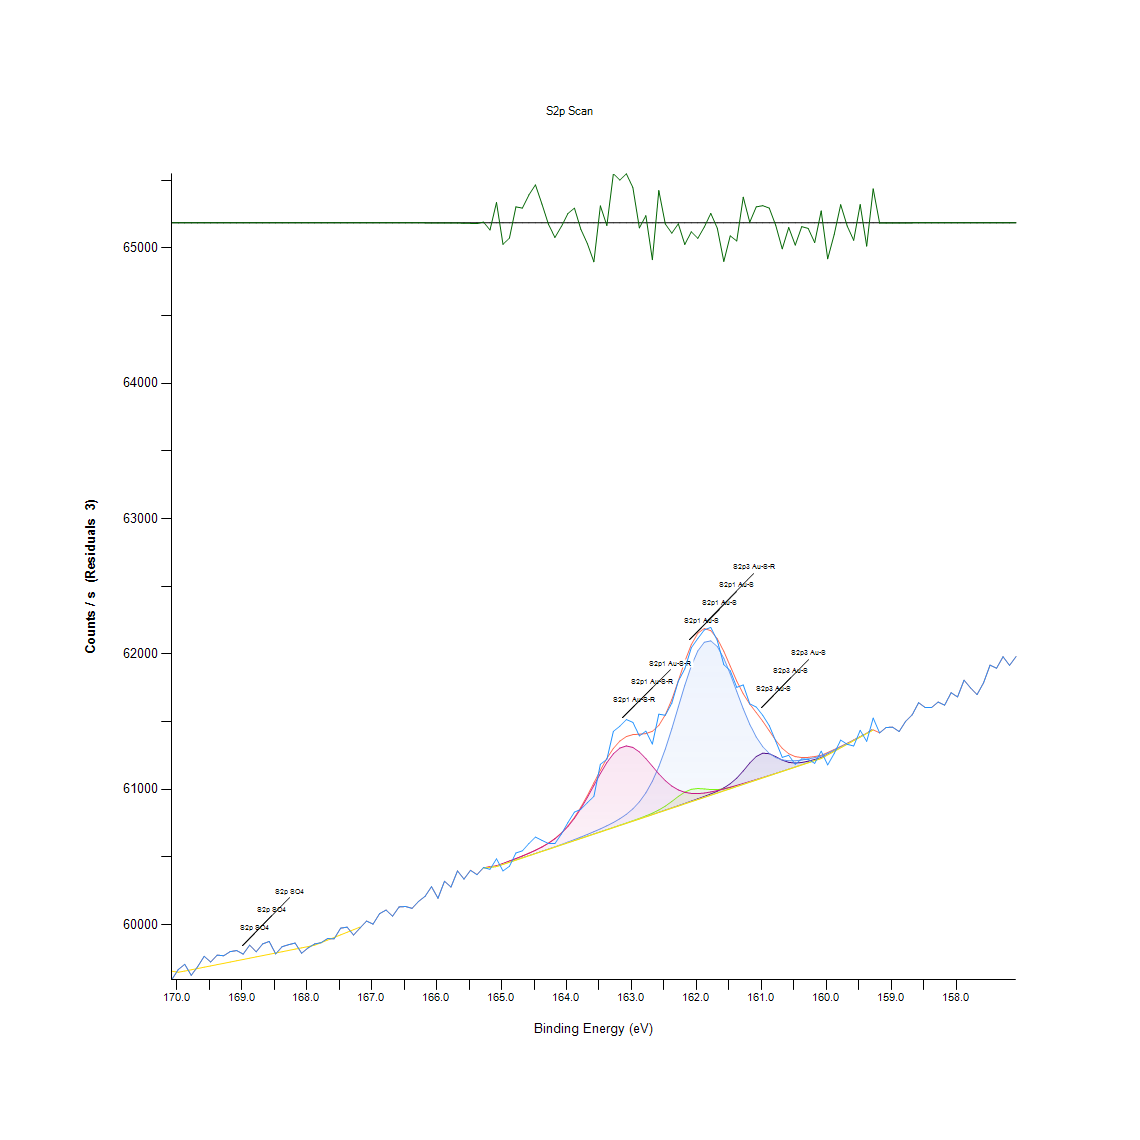 S2p Scan
65000
64000
63000
62000
61000
60000
Counts / s (Residuals 3)
S2p3 Au-S-R
S2p1 Au-S
S2p1 Au-S
S2p1 Au-S
S2p1 Au-S-R
S2p1 Au-S-R
S2p1 Au-S-R
S2p3 Au-S
S2p3 Au-S
S2p3 Au-S
S2p SO4
S2p SO4
S2p SO4
170.0 169.0 168.0 167.0 166.0 165.0 164.0 163.0 162.0 161.0 160.0 159.0 158.0
Binding Energy (eV)